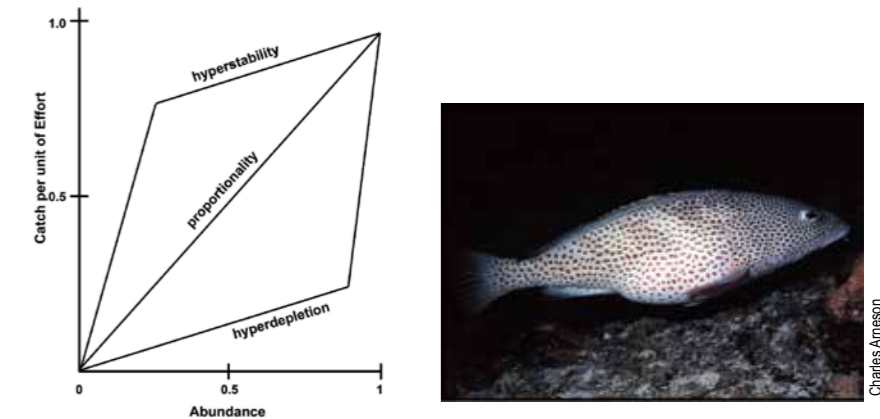 1.0
hyperstability
Catch per unit of Effort
proportionality
0.5
hyperdepletion
0
0.5
1
Abundance
Charles Arneson